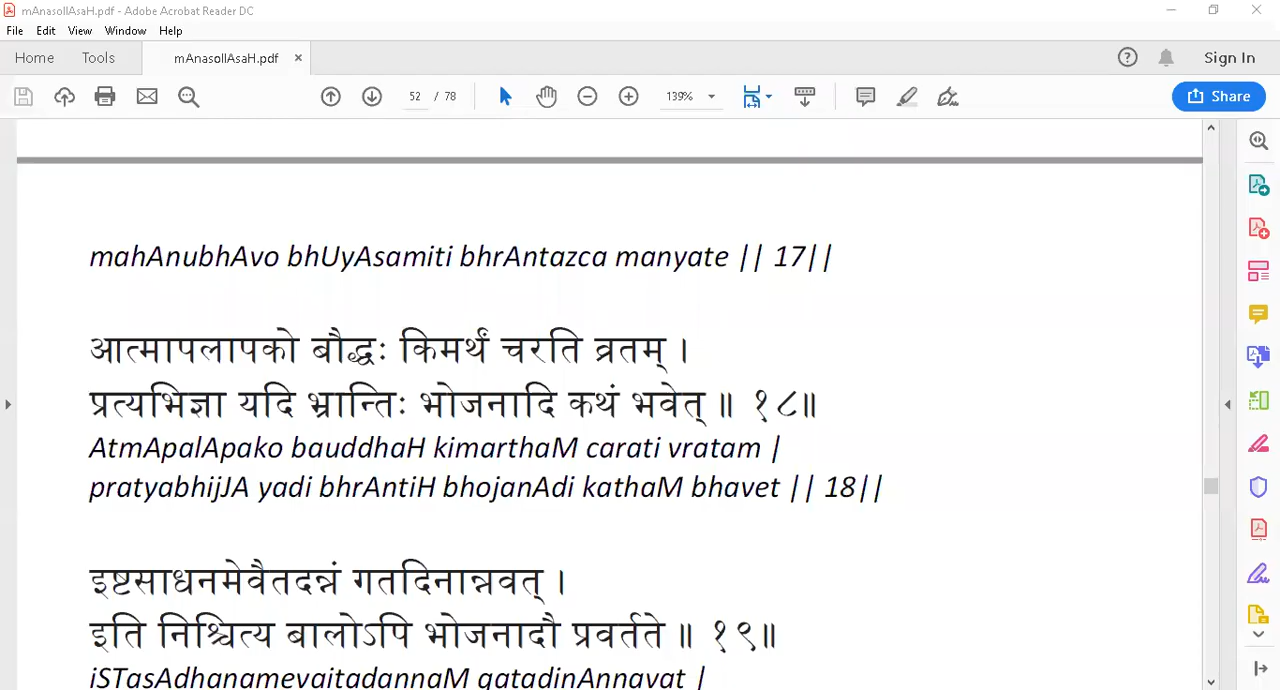 mAnasollAsaH.pdf - Adobe Acrobat Reader DC
File Edit View Window Help
Home Tools mAnasollAsaH.pdf × Sign In
52 / 78 139% Share
mahAnubhAvo bhUyAsamiti bhrAntazca manyate || 17||
आत्मापलापको बौद्धः किमर्थं चरति व्रतम् ।
प्रत्यभिज्ञा यदि भ्रान्तिः भोजनादि कथं भवेत् ॥ १८॥
AtmApalApako bauddhaH kimarthaM carati vratam |
pratyabhijJA yadi bhrAntiH bhojanAdi kathaM bhavet || 18||
इष्टसाधनमेवैतदन्नं गतदिनान्नवत् ।
इति निश्चित्य बालोऽपि भोजनादौ प्रवर्तते ॥ १९॥
iSTasAdhanamevaitadannaM gatadinAnnavat |